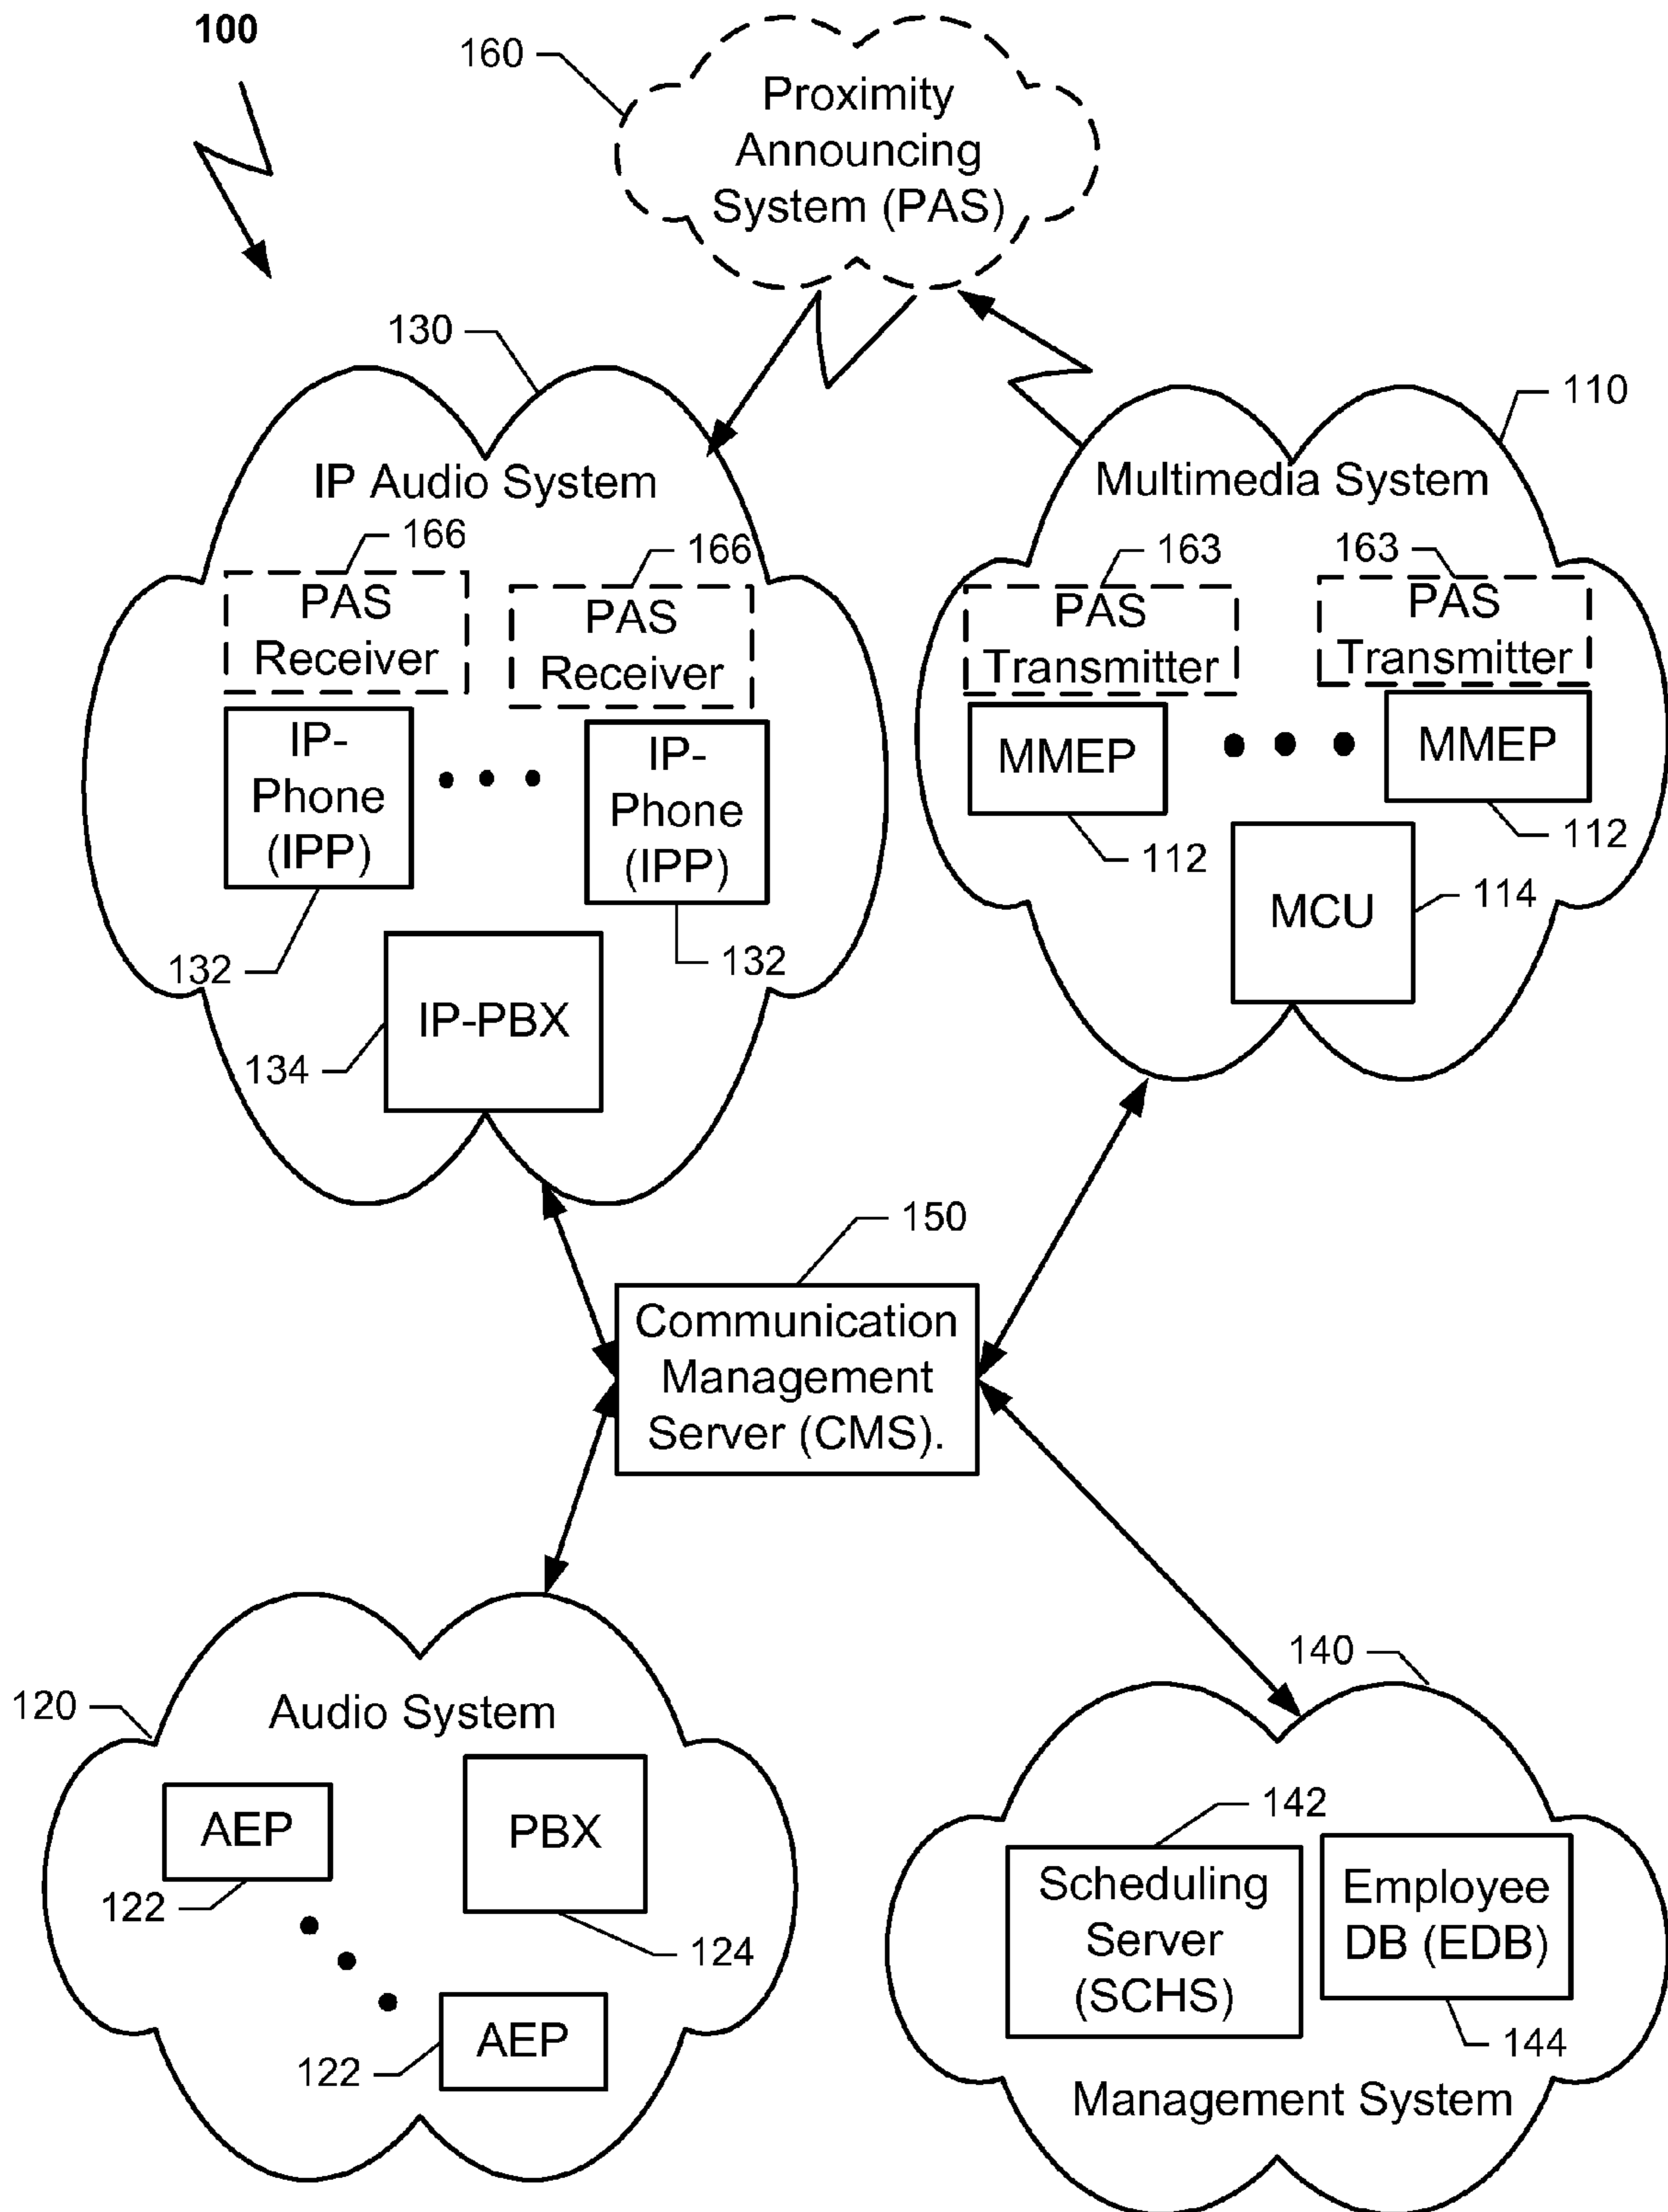 100
160
Proximity
Announcing
System (PAS)
130
110
IP Audio System
Multimedia System
166
166
163
163
PAS
Receiver
PAS
Receiver
PAS
Transmitter
PAS
Transmitter
IP-
Phone
(IPP)
IP-
Phone
(IPP)
MMEP
MMEP
112
112
MCU
114
132
132
IP-PBX
134
150
Communication
Management
Server (CMS).
120
Audio System
AEP
122
PBX
124
AEP
122
140
142
Scheduling
Server
(SCHS)
Employee
DB (EDB)
144
Management System